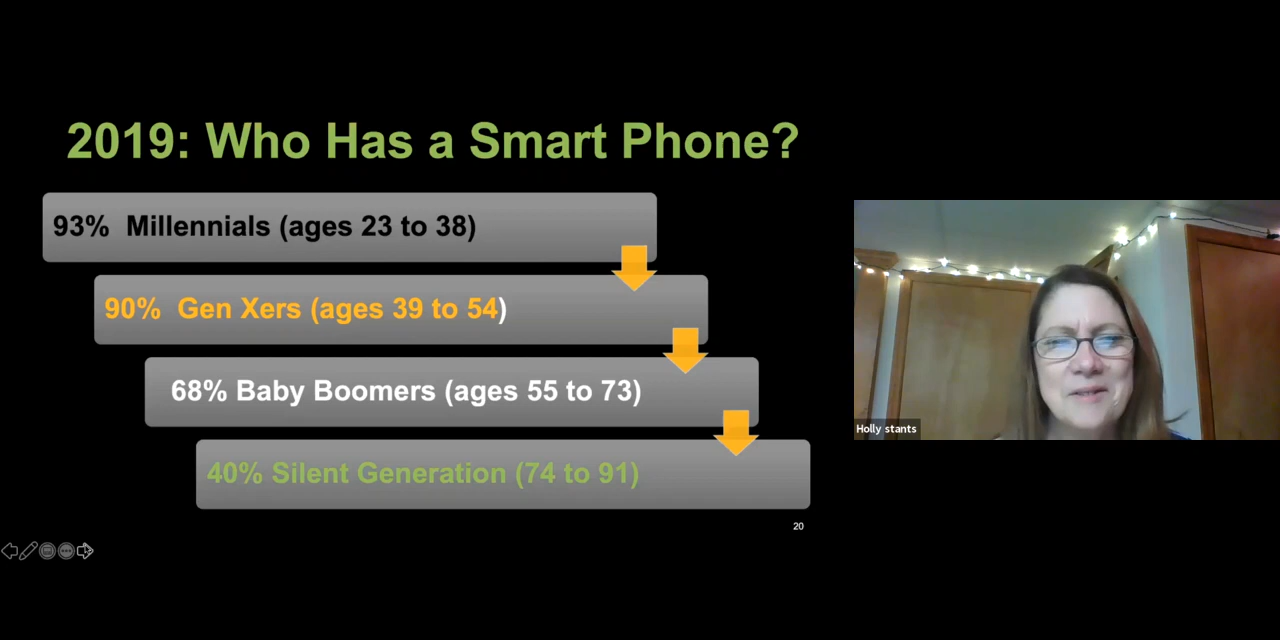 2019: Who Has a Smart Phone?
93% Millennials (ages 23 to 38)
90% Gen Xers (ages 39 to 54)
68% Baby Boomers (ages 55 to 73)
40% Silent Generation (74 to 91)
20
Holly stants